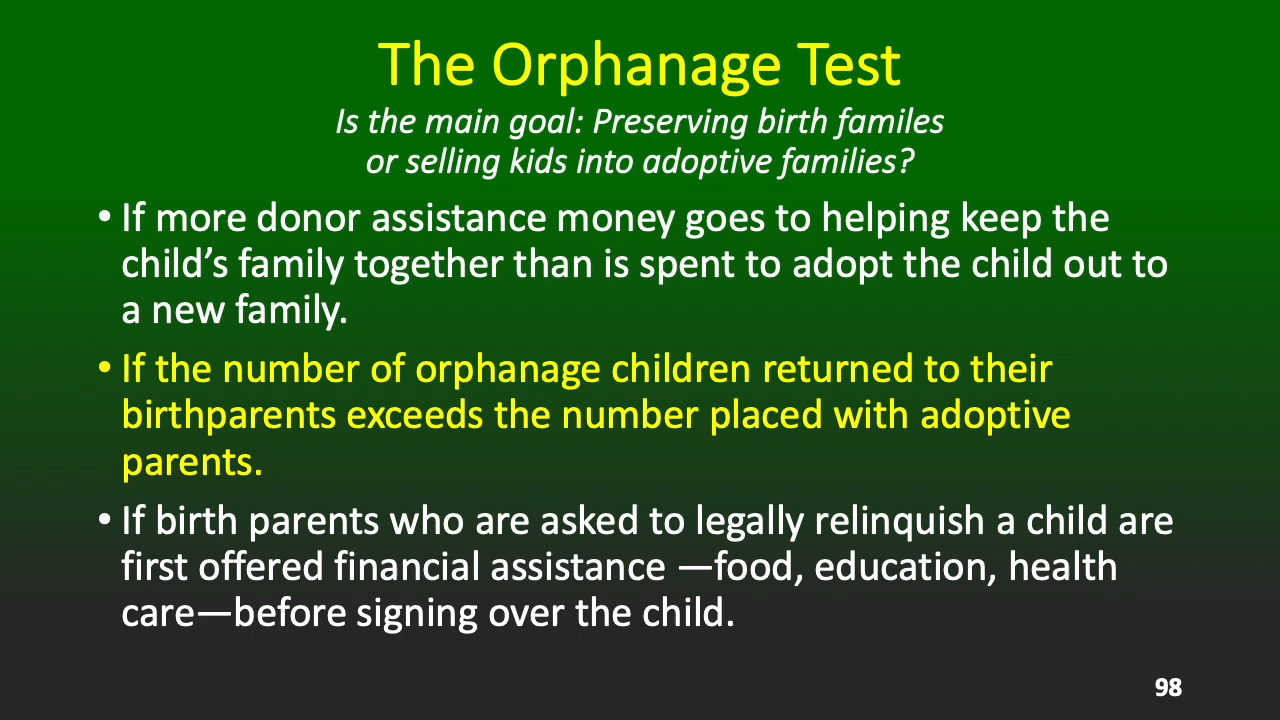 The Orphanage Test
Is the main goal: Preserving birth familes
or selling kids into adoptive families?
• If more donor assistance money goes to helping keep the
child’s family together than is spent to adopt the child out to
a new family.
• If the number of orphanage children returned to their
birthparents exceeds the number placed with adoptive
parents.
• If birth parents who are asked to legally relinquish a child are
first offered financial assistance —food, education, health
care—before signing over the child.
98